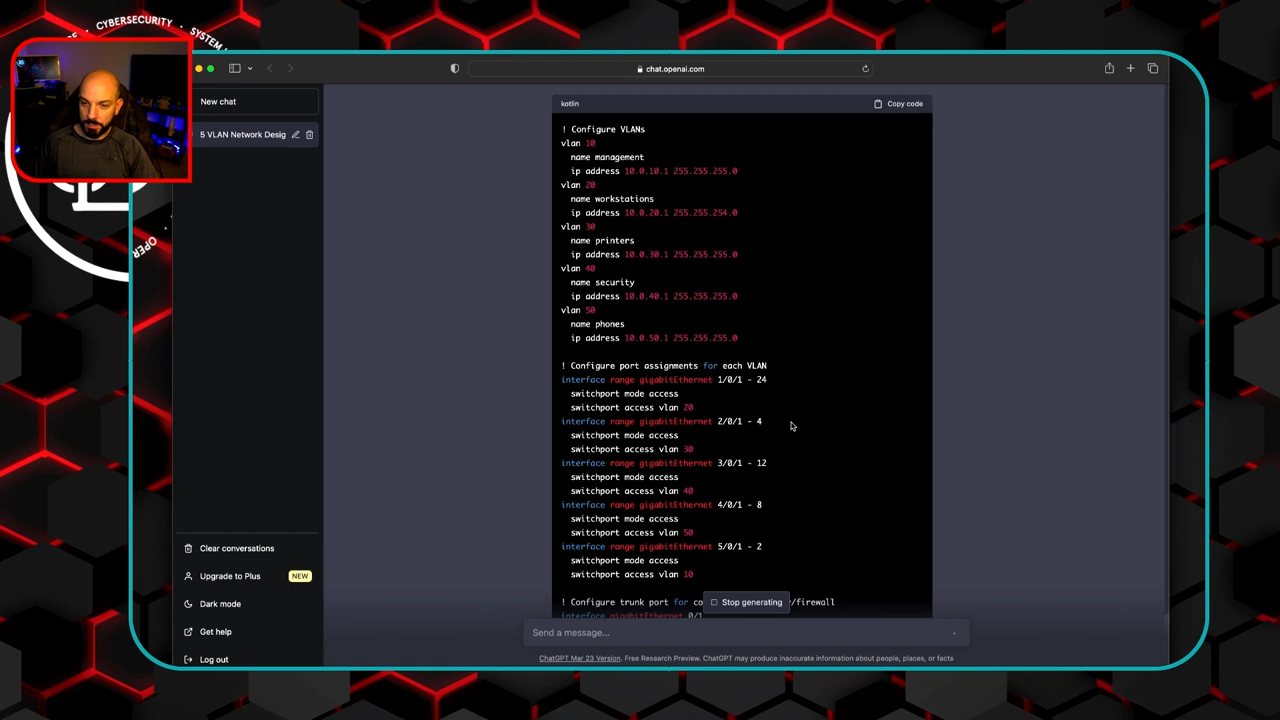 CYBERSECURITY · SYSTEM
OPER
chat.openai.com
New chat
5 VLAN Network Desig
kotlin
Copy code
! Configure VLANs
vlan 10
name management
ip address 10.0.10.1 255.255.255.0
vlan 20
name workstations
ip address 10.0.20.1 255.255.254.0
vlan 30
name printers
ip address 10.0.30.1 255.255.255.0
vlan 40
name security
ip address 10.0.40.1 255.255.255.0
vlan 50
name phones
ip address 10.0.50.1 255.255.255.0
! Configure port assignments for each VLAN
interface range gigabitEthernet 1/0/1 - 24
switchport mode access
switchport access vlan 20
interface range gigabitEthernet 2/0/1 - 4
switchport mode access
switchport access vlan 30
interface range gigabitEthernet 3/0/1 - 12
switchport mode access
switchport access vlan 40
interface range gigabitEthernet 4/0/1 - 8
switchport mode access
switchport access vlan 50
interface range gigabitEthernet 5/0/1 - 2
switchport mode access
switchport access vlan 10
! Configure trunk port for co
/firewall
interface gigabitEthernet 0/1
Stop generating
Send a message...
ChatGPT Mar 23 Version. Free Research Preview. ChatGPT may produce inaccurate information about people, places, or facts
Clear conversations
Upgrade to Plus NEW
Dark mode
Get help
Log out